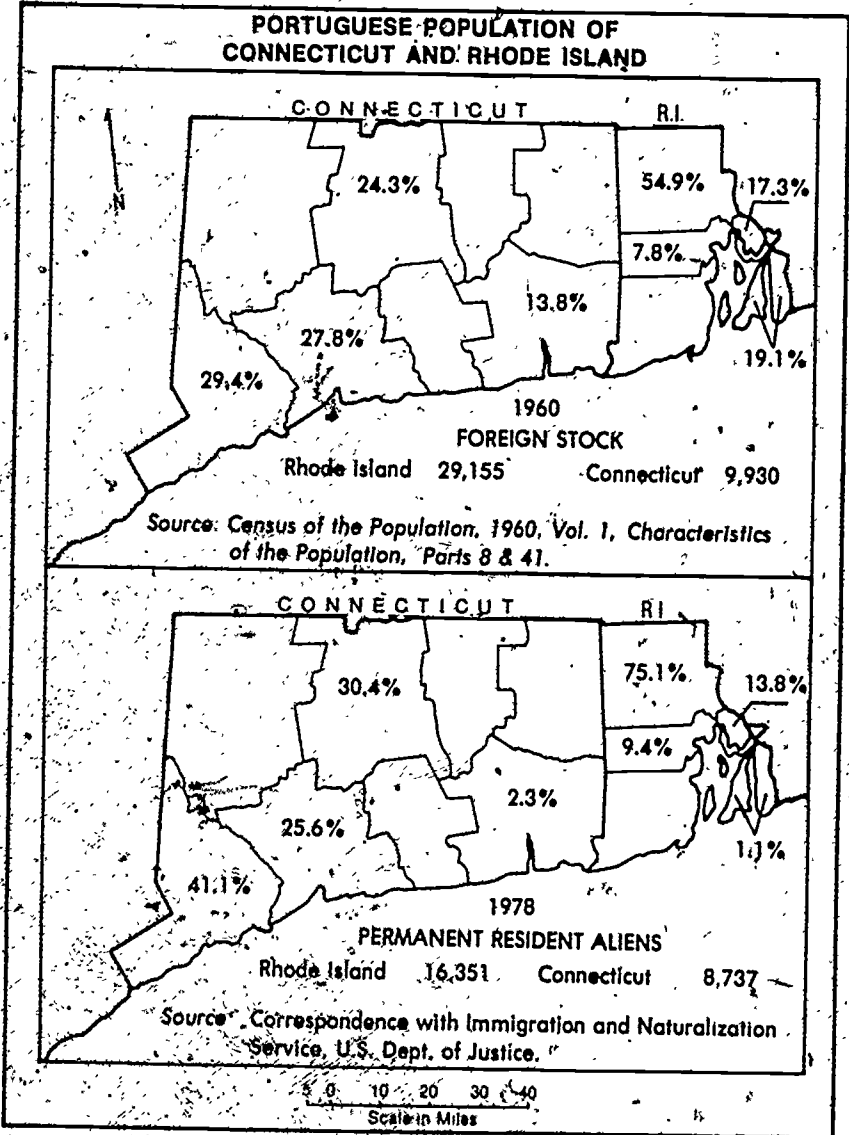 PORTUGUESE POPULATION OF
CONNECTICUT AND RHODE ISLAND
CONNECTICUT R.I.
N
24.3%
54.9%
17.3%
7.8%
13.8%
27.8%
29.4%
19.1%
1960
FOREIGN STOCK
Rhode Island 29,155 Connecticut 9,930
Source: Census of the Population, 1960, Vol. 1, Characteristics
of the Population, Parts 8 & 41.
CONNECTICUT R.I.
30.4%
75.1%
13.8%
9.4%
2.3%
25.6%
1.1%
41.1%
1978
PERMANENT RESIDENT ALIENS
Rhode Island 16,351 Connecticut 8,737
Source: Correspondence with Immigration and Naturalization
Service, U.S. Dept. of Justice.
5 0 10 20 30 40
Scale in Miles